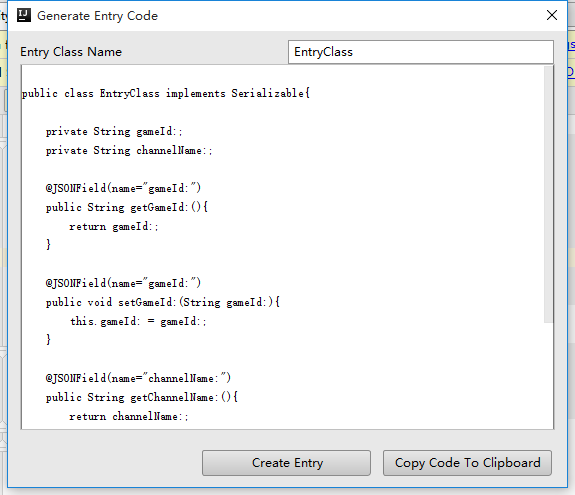 Generate Entry Code
Entry Class Name
EntryClass
public class EntryClass implements Serializable{
private String gameId:;
private String channelName:;
@JSONField(name="gameId:")
public String getGameId:(){
return gameId:;
}
@JSONField(name="gameId:")
public void setGameId:(String gameId:){
this.gameId: = gameId:;
}
@JSONField(name="channelName:")
public String getChannelName:(){
return channelName:;
Create Entry
Copy Code To Clipboard